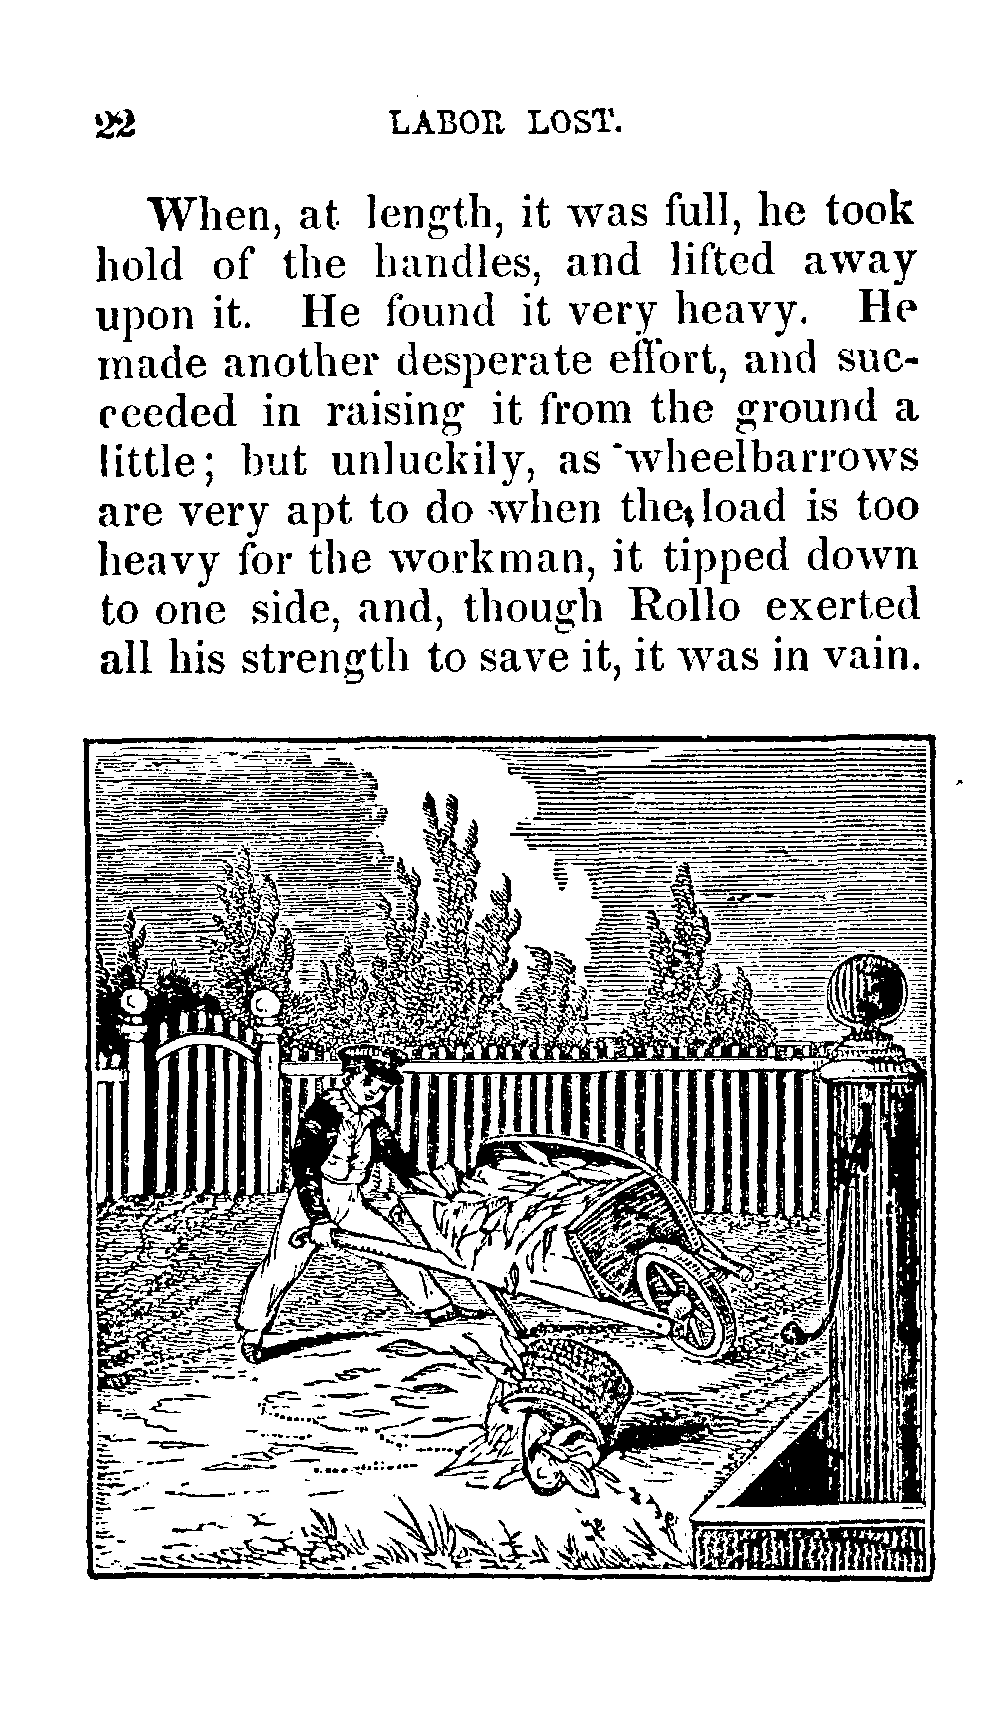 22 LABOR LOST.
When, at length, it was full, he took
hold of the handles, and lifted away
upon it. He found it very heavy. He
made another desperate effort, and suc-
ceeded in raising it from the ground a
little; but unluckily, as wheelbarrows
are very apt to do when the load is too
heavy for the workman, it tipped down
to one side, and, though Rollo exerted
all his strength to save it, it was in vain.